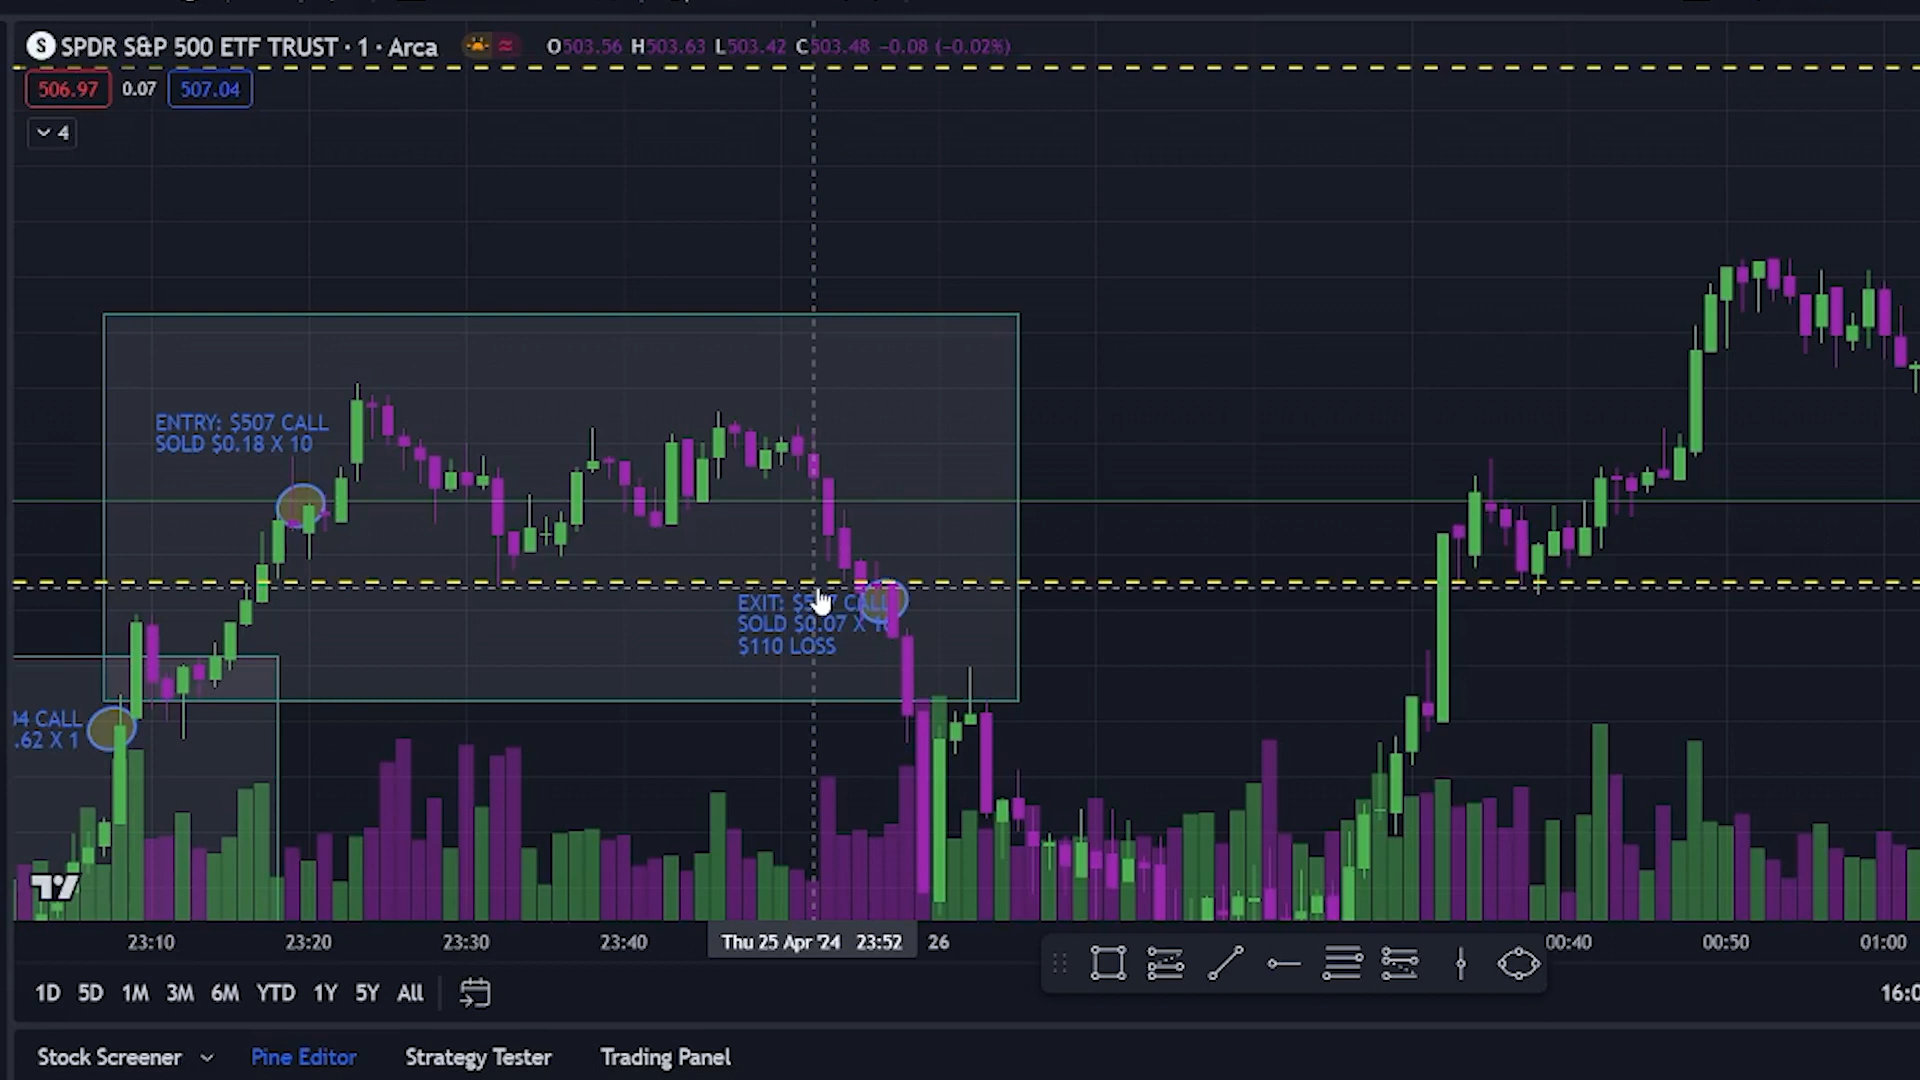 S SPDR S&P 500 ETF TRUST · 1 · Arca O503.56 H503.63 L503.42 C503.48 −0.08 (−0.02%)
506.97 0.07 507.04
4
ENTRY: $507 CALL
SOLD $0.18 X 10
EXIT: $507 CALL
SOLD $0.07 X 10
$110 LOSS
04 CALL
.62 X 1
23:10 23:20 23:30 23:40 Thu 25 Apr '24 23:52 26 00:40 00:50 01:00
1D 5D 1M 3M 6M YTD 1Y 5Y All
16:0
Stock Screener Pine Editor Strategy Tester Trading Panel